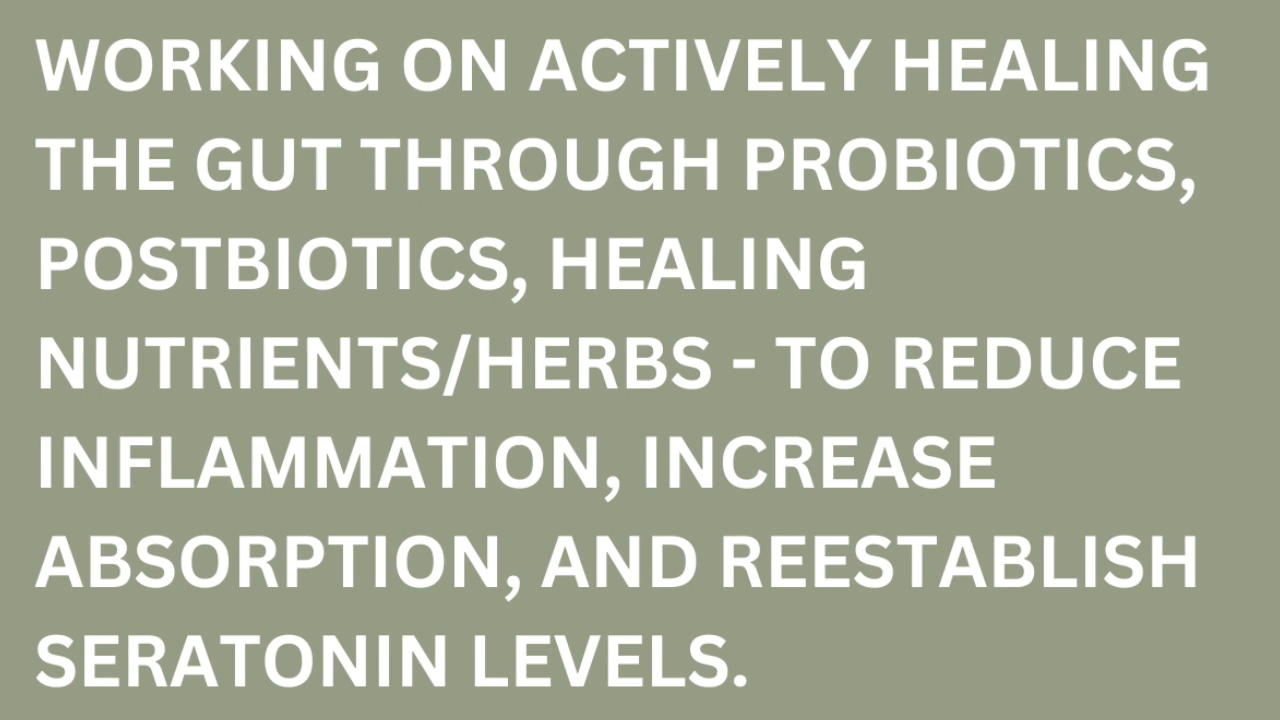 WORKING ON ACTIVELY HEALING
THE GUT THROUGH PROBIOTICS,
POSTBIOTICS, HEALING
NUTRIENTS/HERBS - TO REDUCE
INFLAMMATION, INCREASE
ABSORPTION, AND REESTABLISH
SERATONIN LEVELS.